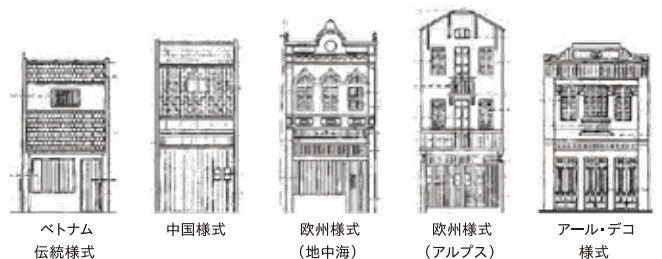 ベトナム
伝統様式
中国様式
欧州様式
（地中海）
欧州様式
（アルプス）
アール・デコ
様式